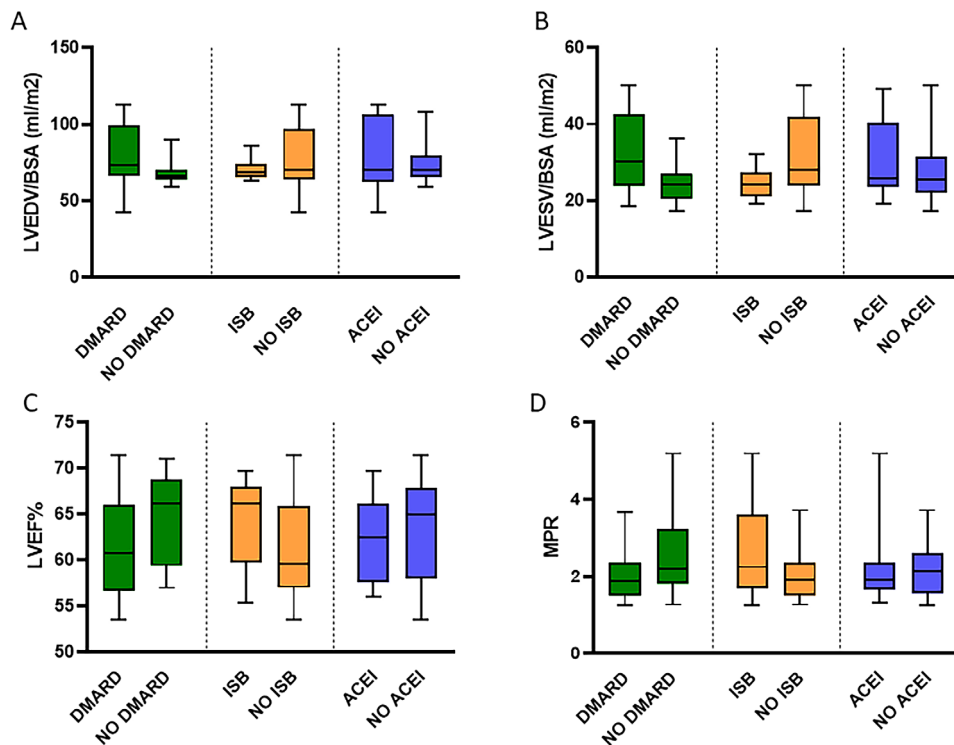 A
LVEDV/BSA (ml/m2)
150
100
50
0
DMARD
NO DMARD
ISB
NO ISB
ACEI
NO ACEI
B
LVESV/BSA (ml/m2)
60
40
20
0
DMARD
NO DMARD
ISB
NO ISB
ACEI
NO ACEI
C
LVEF%
75
70
65
60
55
50
DMARD
NO DMARD
ISB
NO ISB
ACEI
NO ACEI
D
MPR
6
4
2
0
DMARD
NO DMARD
ISB
NO ISB
ACEI
NO ACEI